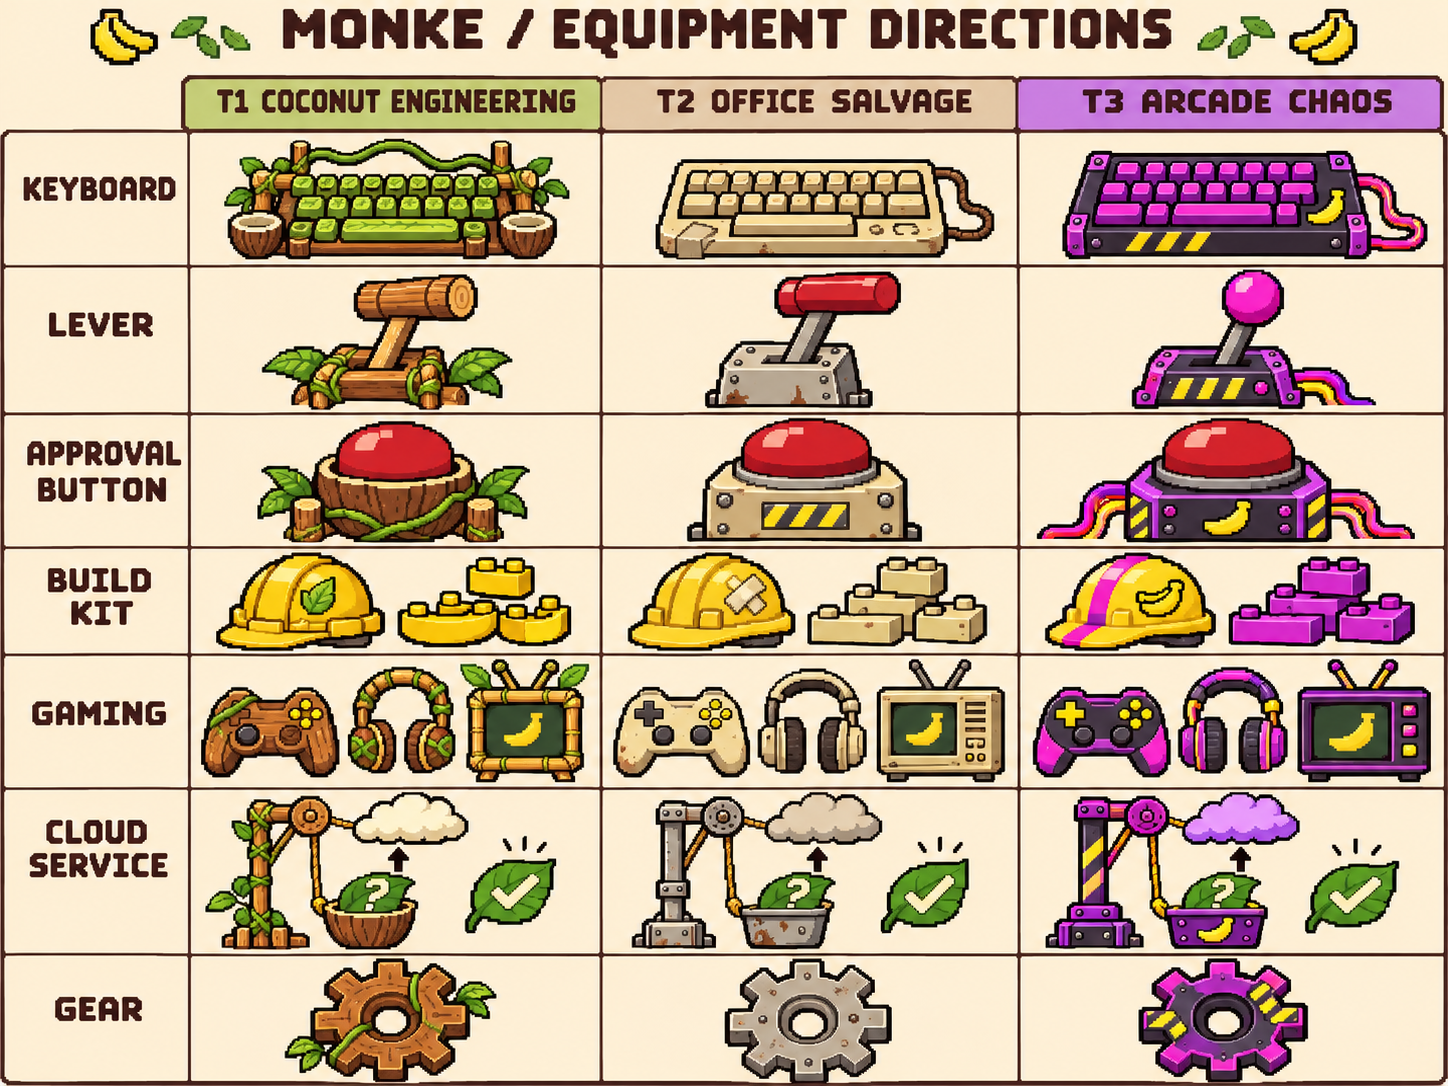 MONKE / EQUIPMENT DIRECTIONS
T1 COCONUT ENGINEERING
T2 OFFICE SALVAGE
T3 ARCADE CHAOS
KEYBOARD
LEVER
APPROVAL
BUTTON
BUILD
KIT
GAMING
CLOUD
SERVICE
?
?
?
GEAR